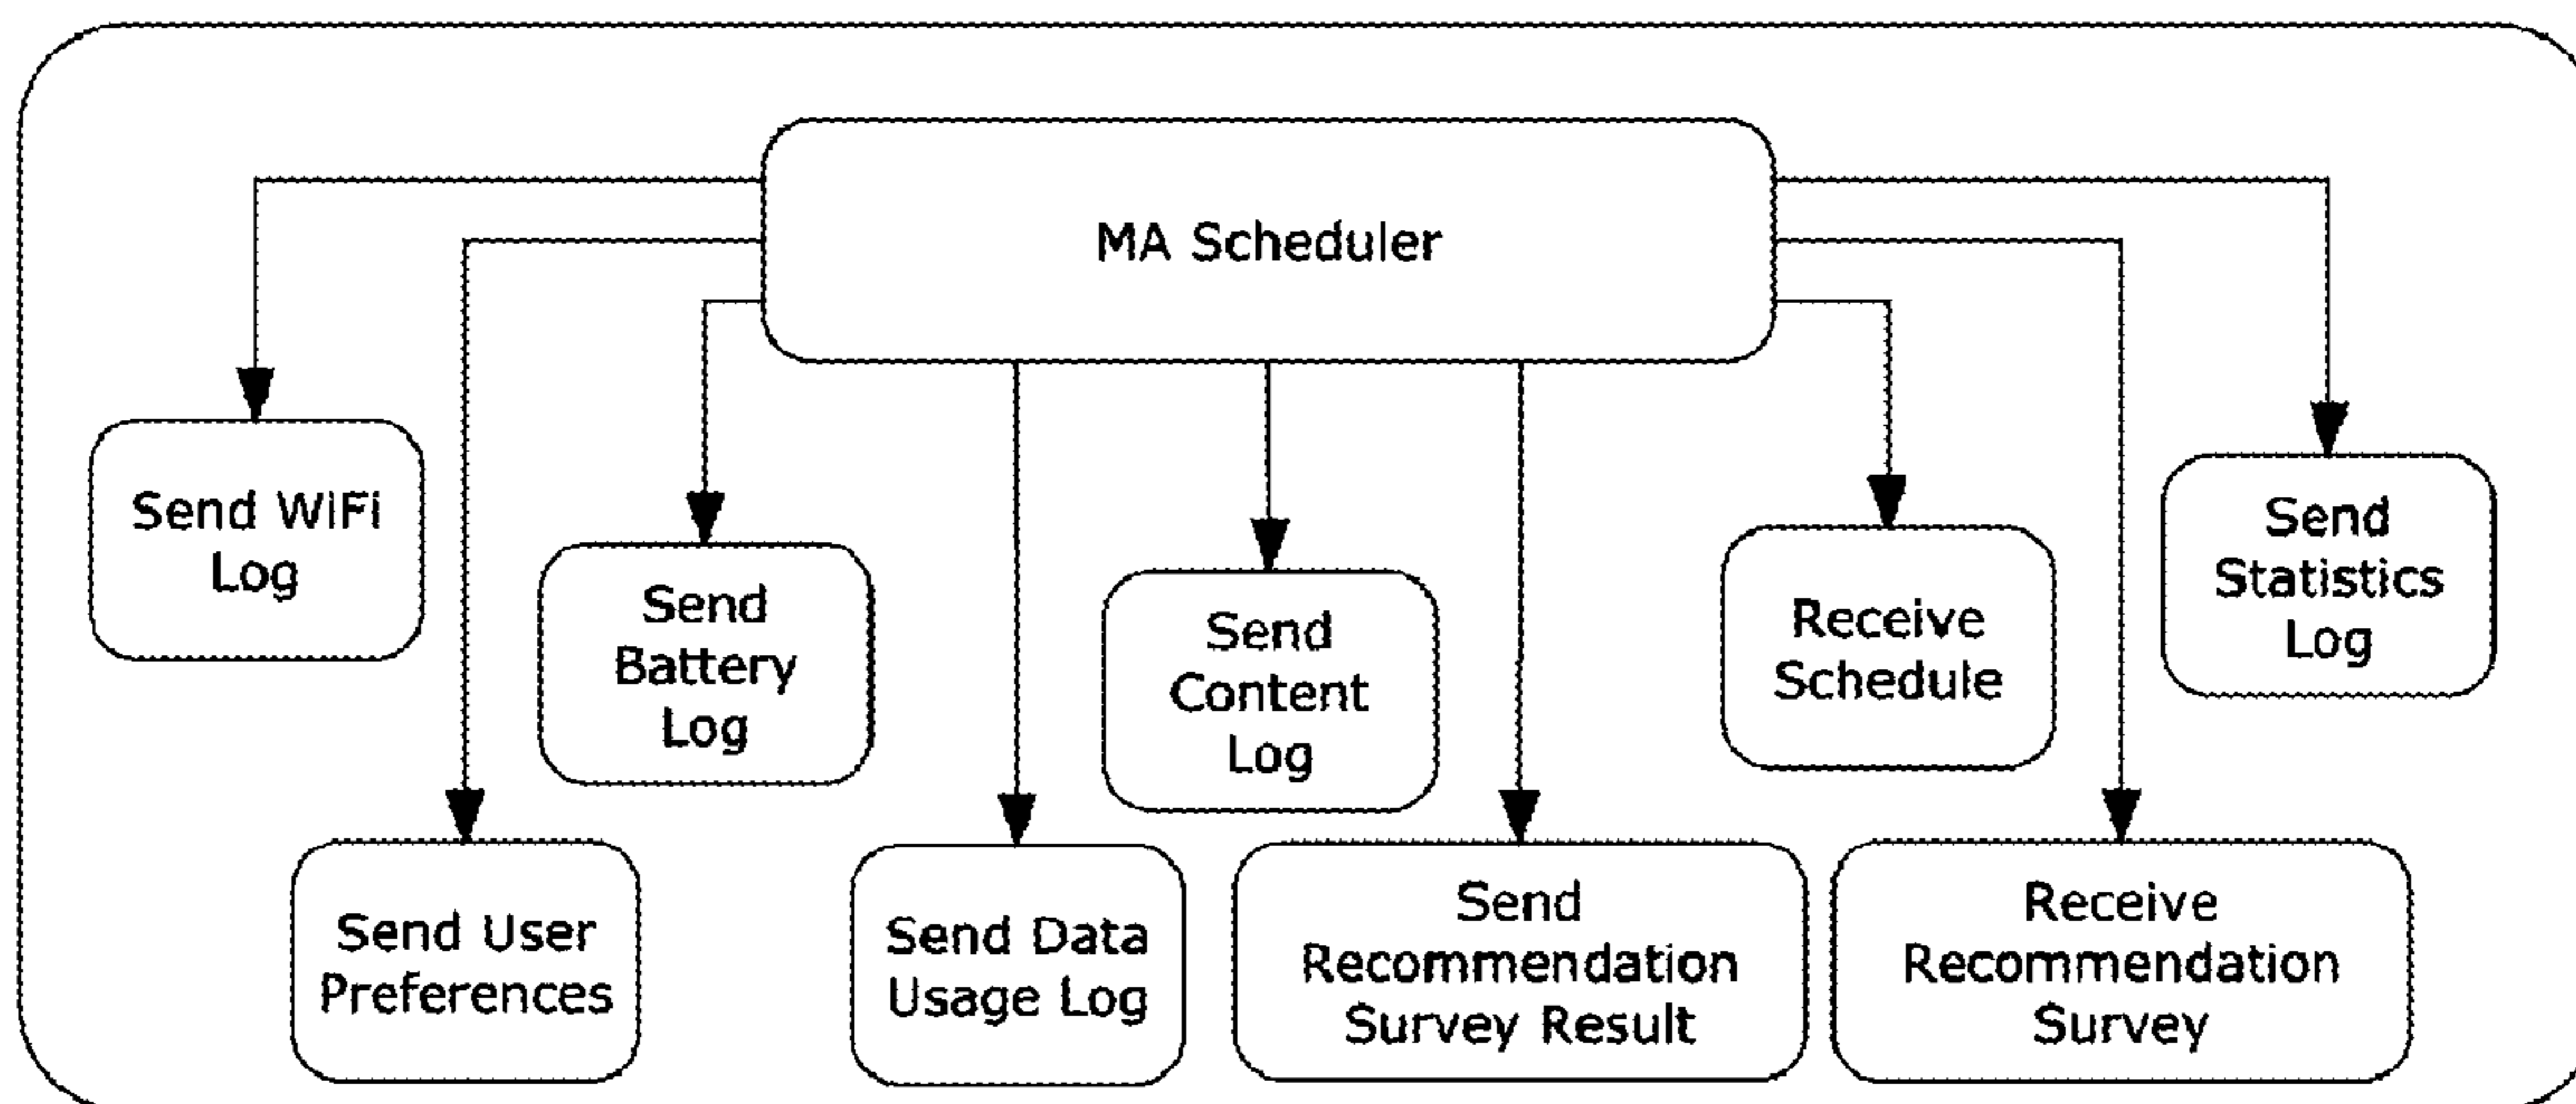 MA Scheduler
Send WiFi
Log
Send User
Preferences
Send
Battery
Log
Send Data
Usage Log
Send
Content
Log
Send
Recommendation
Survey Result
Receive
Schedule
Receive
Recommendation
Survey
Send
Statistics
Log